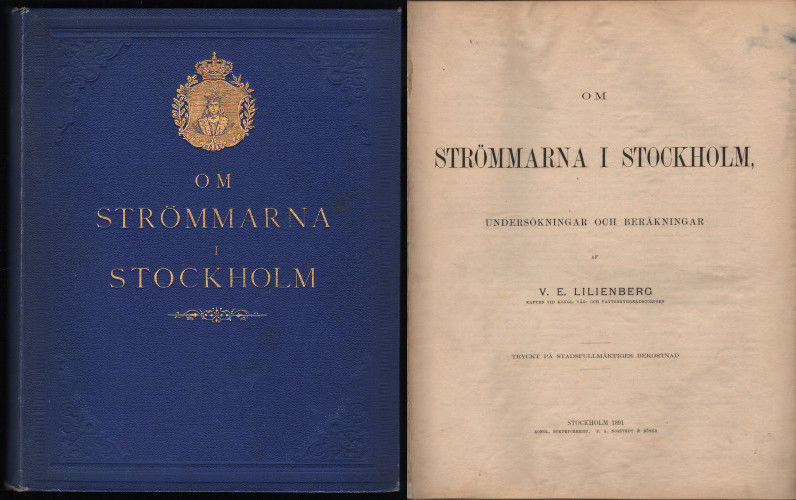 OM
STRÖMMARNA
I
STOCKHOLM
OM
STRÖMMARNA I STOCKHOLM,
UNDERSÖKNINGAR OCH BERÄKNINGAR
AF
V. E. LILIENBERG
KAPTEN VID KONGL. VÄG- OCH VATTENBYGGNADSCORPSEN
TRYCKT PÅ STADSFULLMÄKTIGES BEKOSTNAD
STOCKHOLM 1891
KONGL. BOKTRYCKERIET. P. A. NORSTEDT & SÖNER